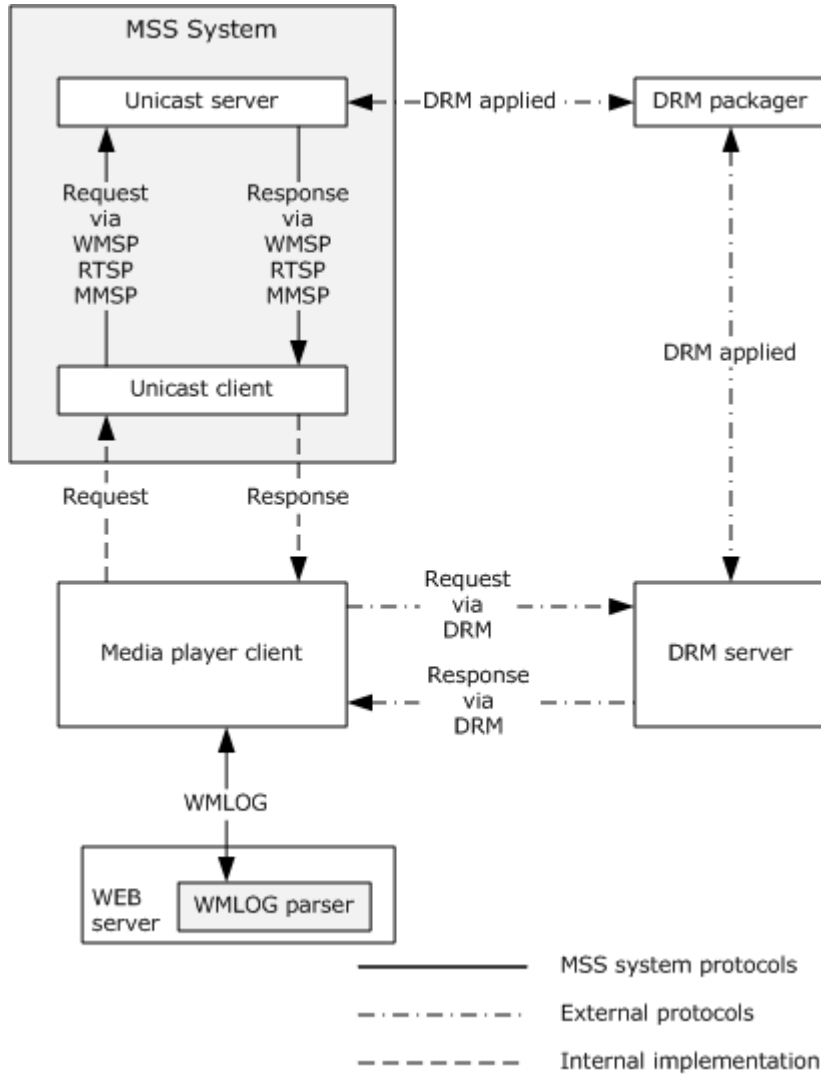 MSS System
Unicast server
DRM applied
DRM packager
Request
via
WMSP
RTSP
MMSP
Response
via
WMSP
RTSP
MMSP
DRM applied
Unicast client
Request
Response
Media player client
Request
via
DRM
Response
via
DRM
DRM server
WMLOG
WEB
server
WMLOG parser
MSS system protocols
External protocols
Internal implementation